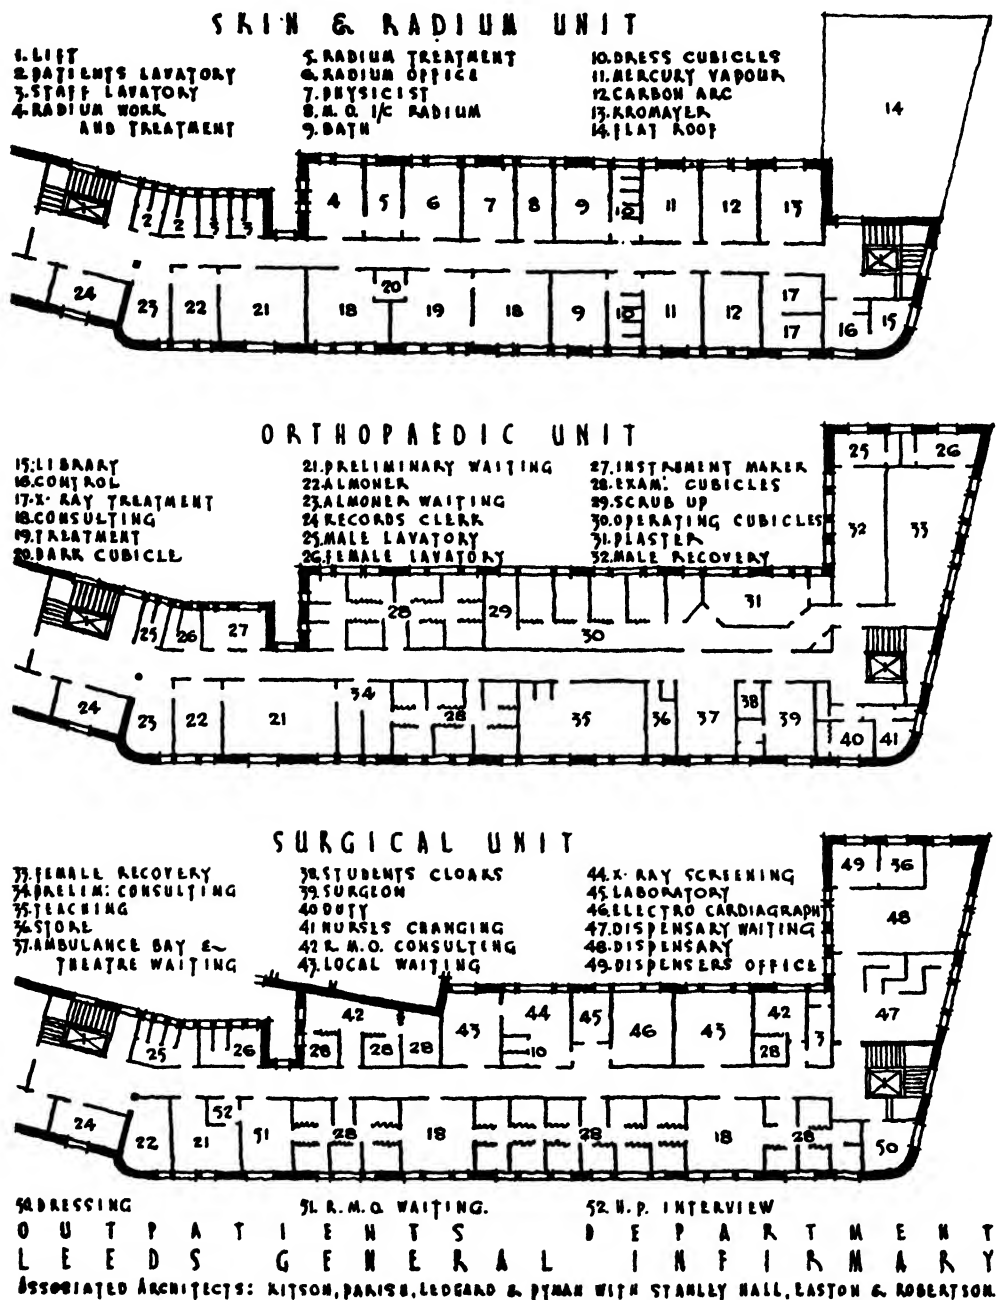 SKIN & RADIUM UNIT
1. LIFT
2. PATIENTS LAVATORY
3. STAFF LAVATORY
4. RADIUM WORK
AND TREATMENT
5. RADIUM TREATMENT
6. RADIUM OFFICE
7. PHYSICIST
8. M. O. I/C RADIUM
9. BATH
10. DRESS CUBICLES
11. MERCURY VAPOUR
12. CARBON ARC
13. KROMAYER
14. FLAT ROOF
14
2 2 3 3 4 5 6 7 8 9 10 11 12 13
24 23 22 21 18 20 19 18 9 10 11 12 17 17 16 15
ORTHOPAEDIC UNIT
15. LIBRARY
16. CONTROL
17. X-RAY TREATMENT
18. CONSULTING
19. TREATMENT
20. DARK CUBICLE
21. PRELIMINARY WAITING
22. ALMONER
23. ALMONER WAITING
24 RECORDS CLERK
25. MALE LAVATORY
26. FEMALE LAVATORY
27. INSTRUMENT MAKER
28. EXAM: CUBICLES
29. SCRUB UP
30. OPERATING CUBICLES
31. PLASTER
32. MALE RECOVERY
25 26
32 33
25 26 27 28 29 30 31
24 23 22 21 34 28 35 36 37 38 39 40 41
SURGICAL UNIT
33. FEMALE RECOVERY
34. PRELIM: CONSULTING
35. TEACHING
36. STORE
37. AMBULANCE BAY &
THEATRE WAITING
38. STUDENTS CLOAKS
39. SURGEON
40 DUTY
41 NURSES CHANGING
42 R. M. O. CONSULTING
43. LOCAL WAITING
44. X-RAY SCREENING
45. LABORATORY
46. ELECTRO CARDIAGRAPH
47. DISPENSARY WAITING
48. DISPENSARY
49. DISPENSERS OFFICE
49 36
48
47
25 26 42 28 28 28 43 44 10 45 46 43 42 28 3
24 22 21 52 51 28 18 28 18 28 50
50. DRESSING
51. R. M. O. WAITING.
52. H. P. INTERVIEW
OUTPATIENTS DEPARTMENT
LEEDS GENERAL INFIRMARY
ASSOCIATED ARCHITECTS: KITSON, PARISH, LEDGARD & PYMAN WITH STANLEY HALL, EASTON & ROBERTSON